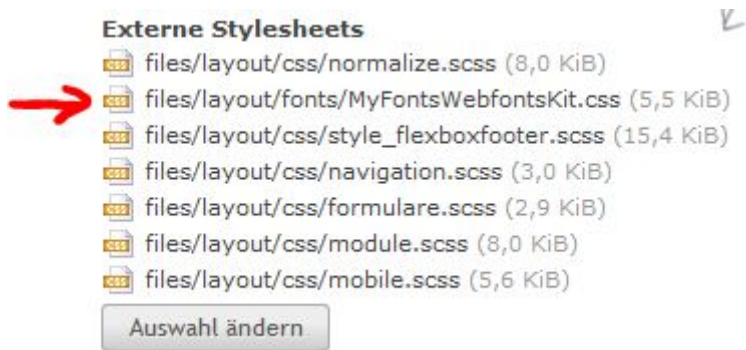 Externe Stylesheets
files/layout/css/normalize.scss (8,0 KiB)
files/layout/fonts/MyFontsWebfontsKit.css (5,5 KiB)
files/layout/css/style_flexboxfooter.scss (15,4 KiB)
files/layout/css/navigation.scss (3,0 KiB)
files/layout/css/formulare.scss (2,9 KiB)
files/layout/css/module.scss (8,0 KiB)
files/layout/css/mobile.scss (5,6 KiB)
Auswahl ändern